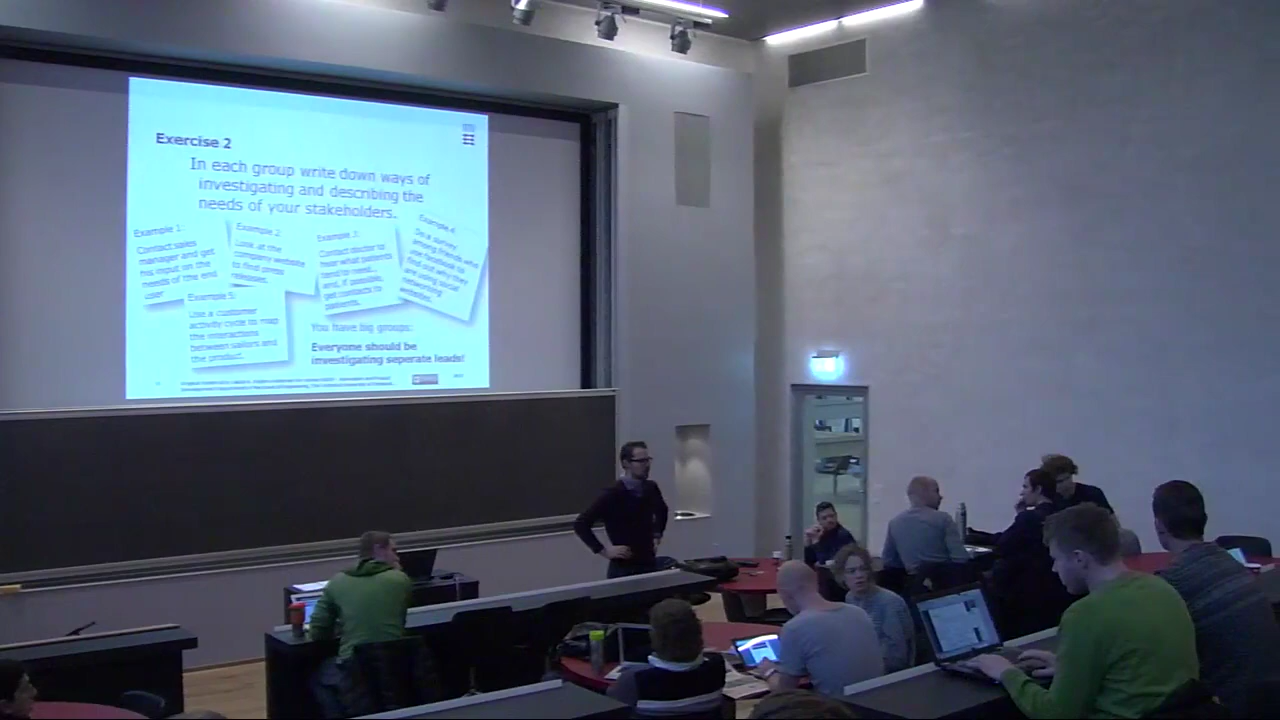 Exercise 2
In each group write down ways of
investigating and describing the
needs of your stakeholders.
Example 1:
Contact sales
manager and get
his input on the
needs of the end
user
Example 2:
Look at the
company website
to find press
releases.
Example 3:
Contact doctor to
hear what patients
tend to need...
and, if possible,
get contacts to
patients.
Example 4:
Do a survey
among friends who
use facebook to
find out why they
are using social
networking
websites.
Example 5:
Use a customer
activity cycle to map
the interactions
between sailors and
the product.
You have big groups:
Everyone should be
investigating seperate leads!